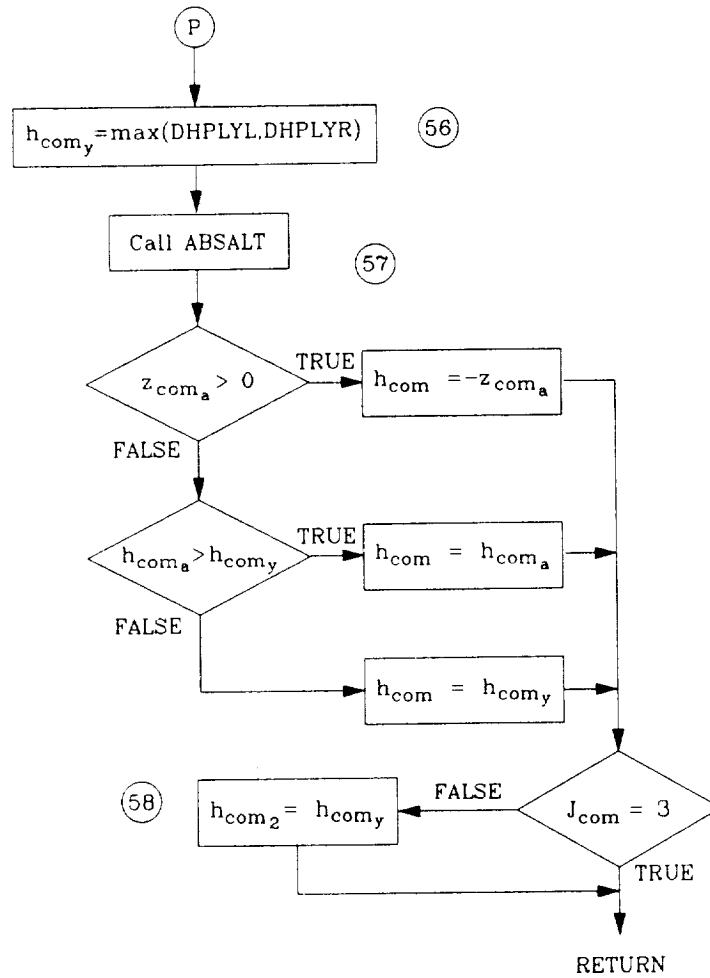 P
h_com_y=max(DHPLYL,DHPLYR)
56
Call ABSALT
57
z_com_a > 0
TRUE
h_com =-z_com_a
FALSE
h_com_a>h_com_y
TRUE
h_com = h_com_a
FALSE
h_com = h_com_y
58
h_com_2= h_com_y
FALSE
J_com = 3
TRUE
RETURN